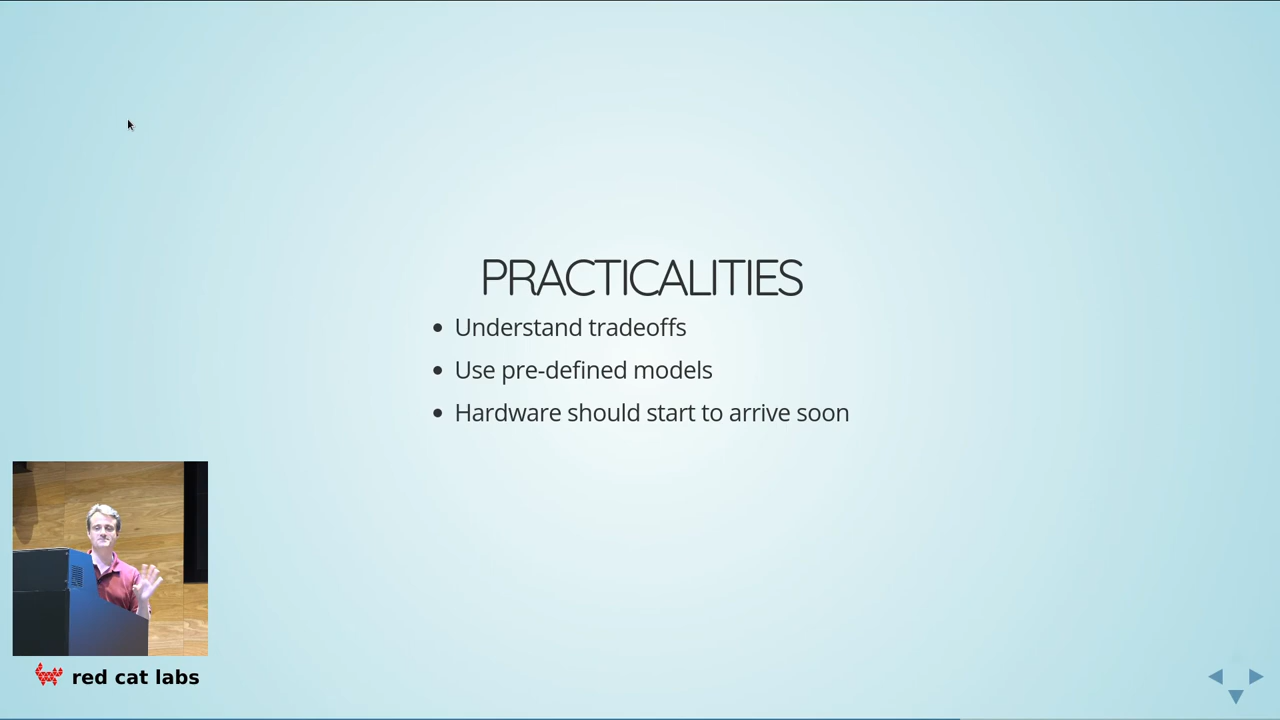 PRACTICALITIES
Understand tradeoffs
Use pre-defined models
Hardware should start to arrive soon
red cat labs